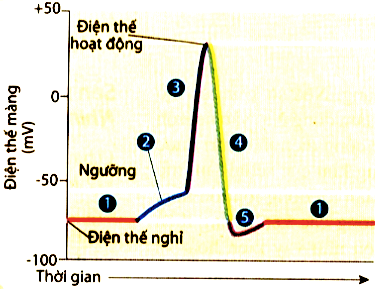 +50
Điện thế
hoạt động
3
0
Điện thế màng
(mV)
2
4
Ngưỡng
-50
1
5
1
Điện thế nghỉ
-100
Thời gian